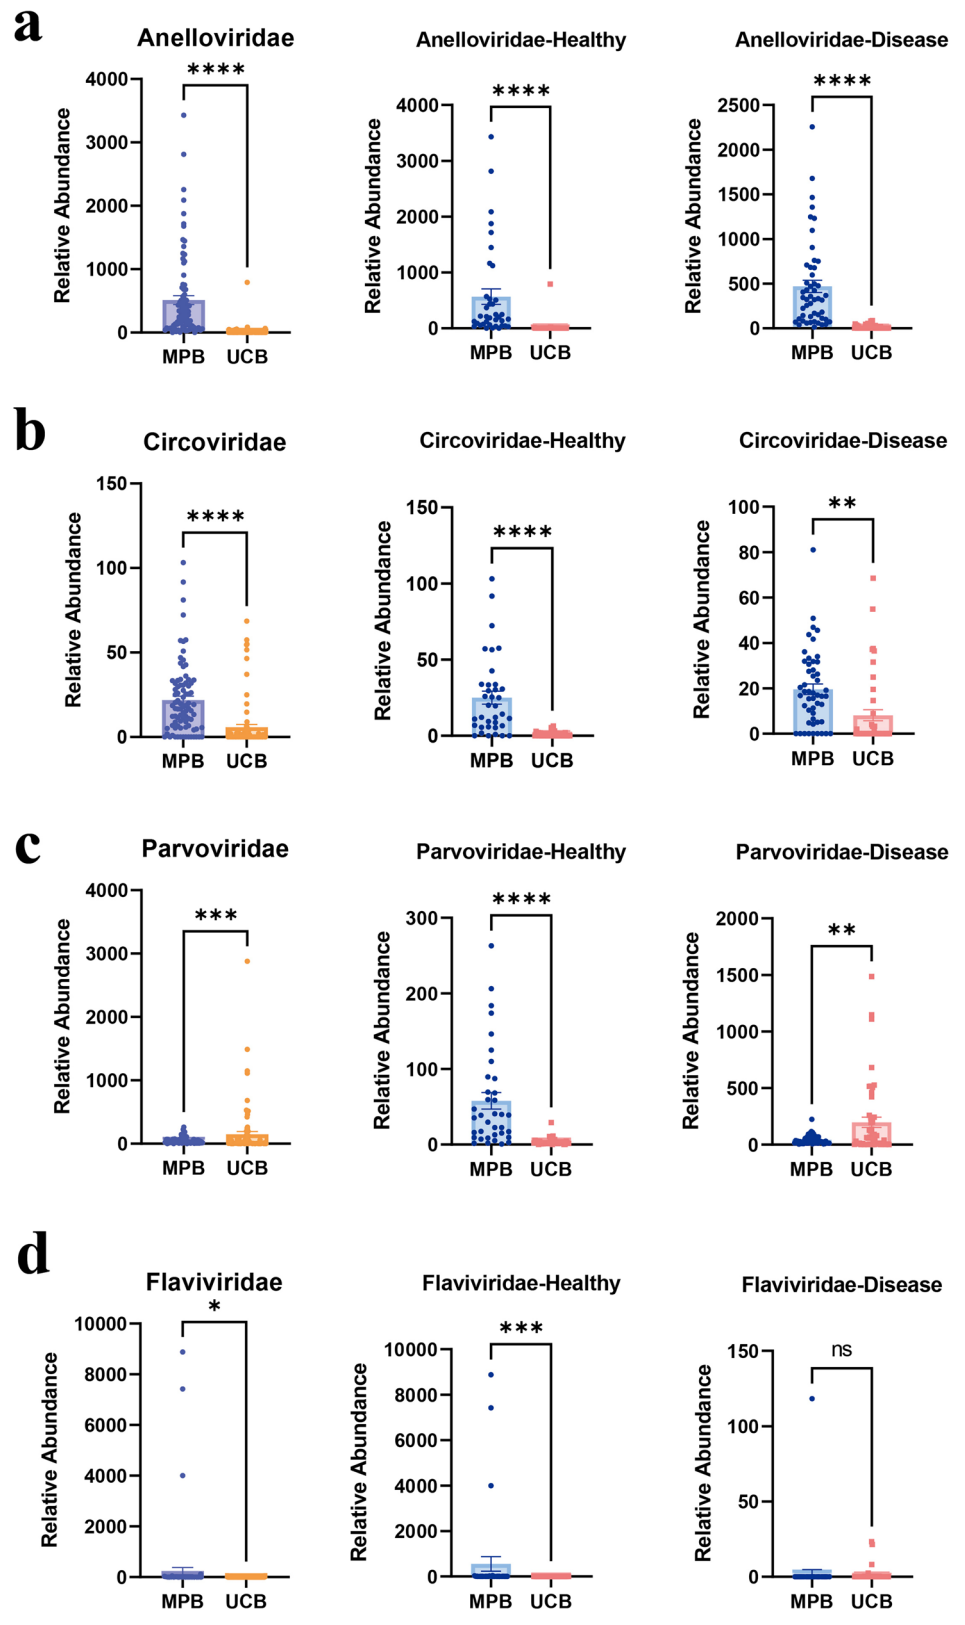 a
Anelloviridae
Anelloviridae-Healthy
Anelloviridae-Disease
Relative Abundance
4000
3000
2000
1000
0
****
MPB UCB
Relative Abundance
4000
3000
2000
1000
0
****
MPB UCB
Relative Abundance
2500
2000
1500
1000
500
0
****
MPB UCB
b
Circoviridae
Circoviridae-Healthy
Circoviridae-Disease
Relative Abundance
150
100
50
0
****
MPB UCB
Relative Abundance
150
100
50
0
****
MPB UCB
Relative Abundance
100
80
60
40
20
0
**
MPB UCB
c
Parvoviridae
Parvoviridae-Healthy
Parvoviridae-Disease
Relative Abundance
4000
3000
2000
1000
0
***
MPB UCB
Relative Abundance
300
200
100
0
****
MPB UCB
Relative Abundance
2000
1500
1000
500
0
**
MPB UCB
d
Flaviviridae
Flaviviridae-Healthy
Flaviviridae-Disease
Relative Abundance
10000
8000
6000
4000
2000
0
*
MPB UCB
Relative Abundance
10000
8000
6000
4000
2000
0
***
MPB UCB
Relative Abundance
150
100
50
0
ns
MPB UCB